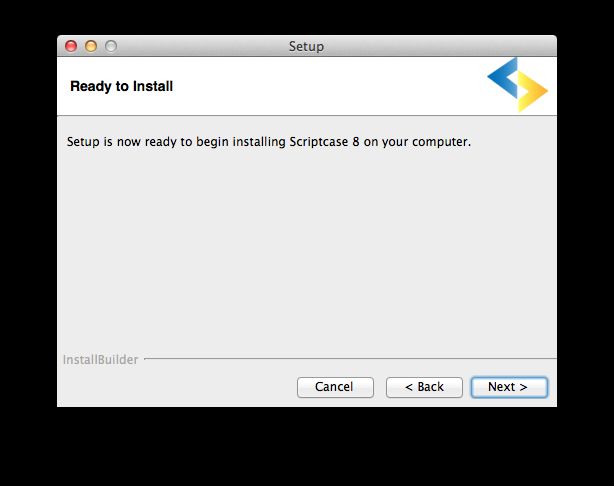 Setup
Ready to Install
Setup is now ready to begin installing Scriptcase 8 on your computer.
InstallBuilder
Cancel
< Back
Next >